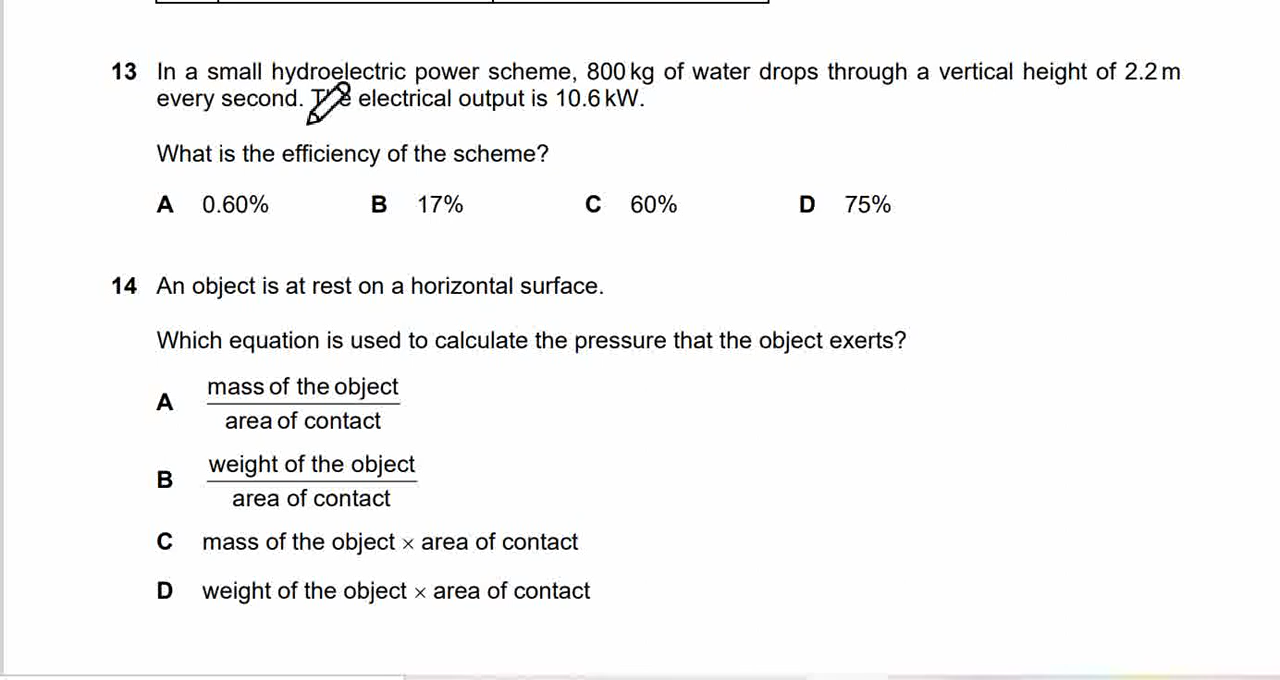 13 In a small hydroelectric power scheme, 800 kg of water drops through a vertical height of 2.2 m
every second. electrical output is 10.6 kW.
What is the efficiency of the scheme?
A 0.60% B 17% C 60% D 75%
14 An object is at rest on a horizontal surface.
Which equation is used to calculate the pressure that the object exerts?
A mass of the object
area of contact
B weight of the object
area of contact
C mass of the object × area of contact
D weight of the object × area of contact